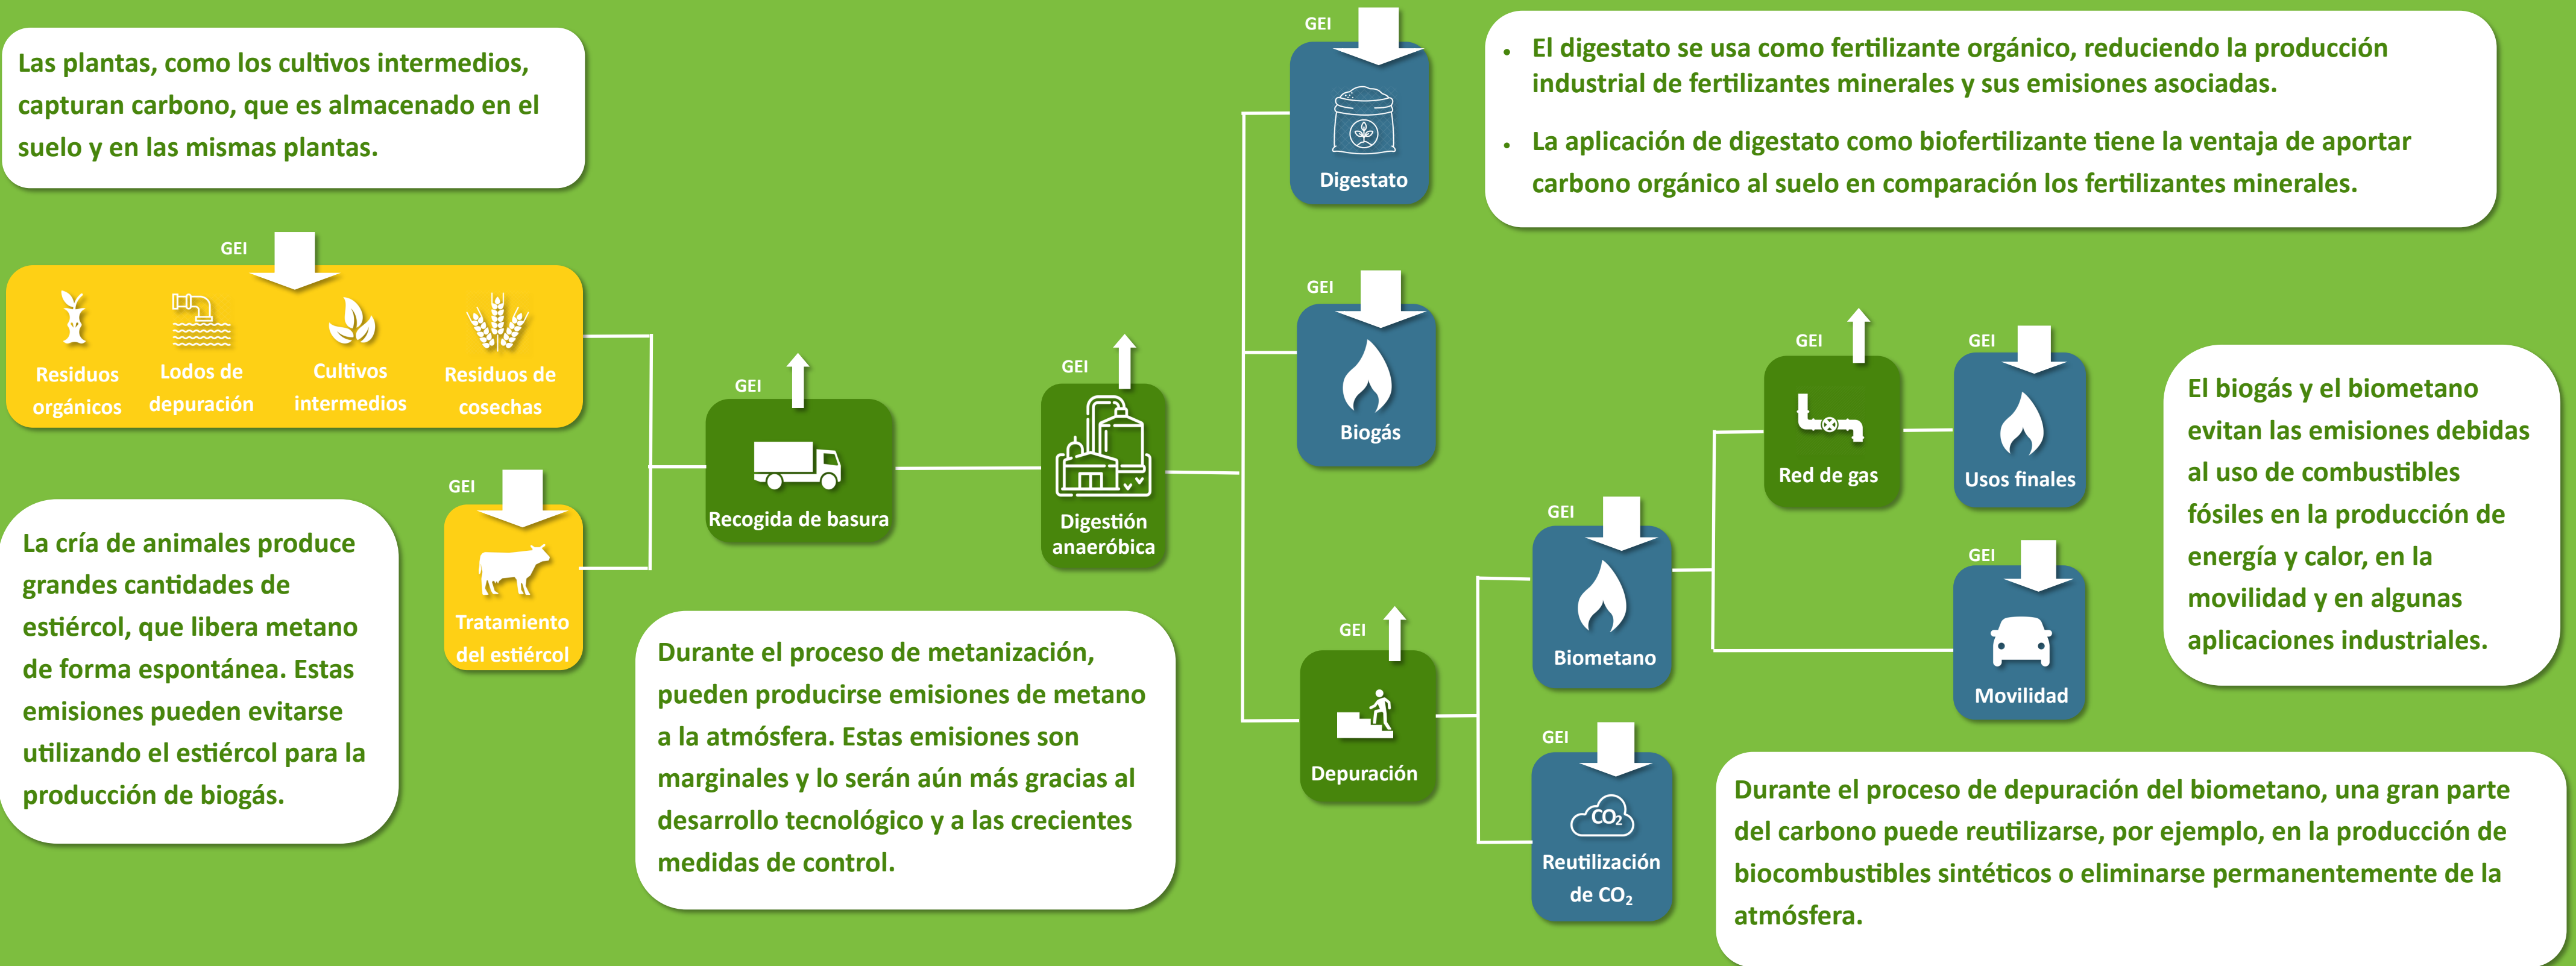 Las plantas, como los cultivos intermedios,
capturan carbono, que es almacenado en el
suelo y en las mismas plantas.
GEI
Residuos
orgánicos
Lodos de
depuración
Cultivos
intermedios
Residuos de
cosechas
La cría de animales produce
grandes cantidades de
estiércol, que libera metano
de forma espontánea. Estas
emisiones pueden evitarse
utilizando el estiércol para la
producción de biogás.
GEI
Tratamiento
del estiércol
GEI
Recogida de basura
GEI
Digestión
anaeróbica
Durante el proceso de metanización,
pueden producirse emisiones de metano
a la atmósfera. Estas emisiones son
marginales y lo serán aún más gracias al
desarrollo tecnológico y a las crecientes
medidas de control.
GEI
Digestato
• El digestato se usa como fertilizante orgánico, reduciendo la producción
industrial de fertilizantes minerales y sus emisiones asociadas.
• La aplicación de digestato como biofertilizante tiene la ventaja de aportar
carbono orgánico al suelo en comparación los fertilizantes minerales.
GEI
Biogás
GEI
Depuración
GEI
Biometano
GEI
CO₂
Reutilización
de CO₂
GEI
Red de gas
GEI
Usos finales
GEI
Movilidad
El biogás y el biometano
evitan las emisiones debidas
al uso de combustibles
fósiles en la producción de
energía y calor, en la
movilidad y en algunas
aplicaciones industriales.
Durante el proceso de depuración del biometano, una gran parte
del carbono puede reutilizarse, por ejemplo, en la producción de
biocombustibles sintéticos o eliminarse permanentemente de la
atmósfera.